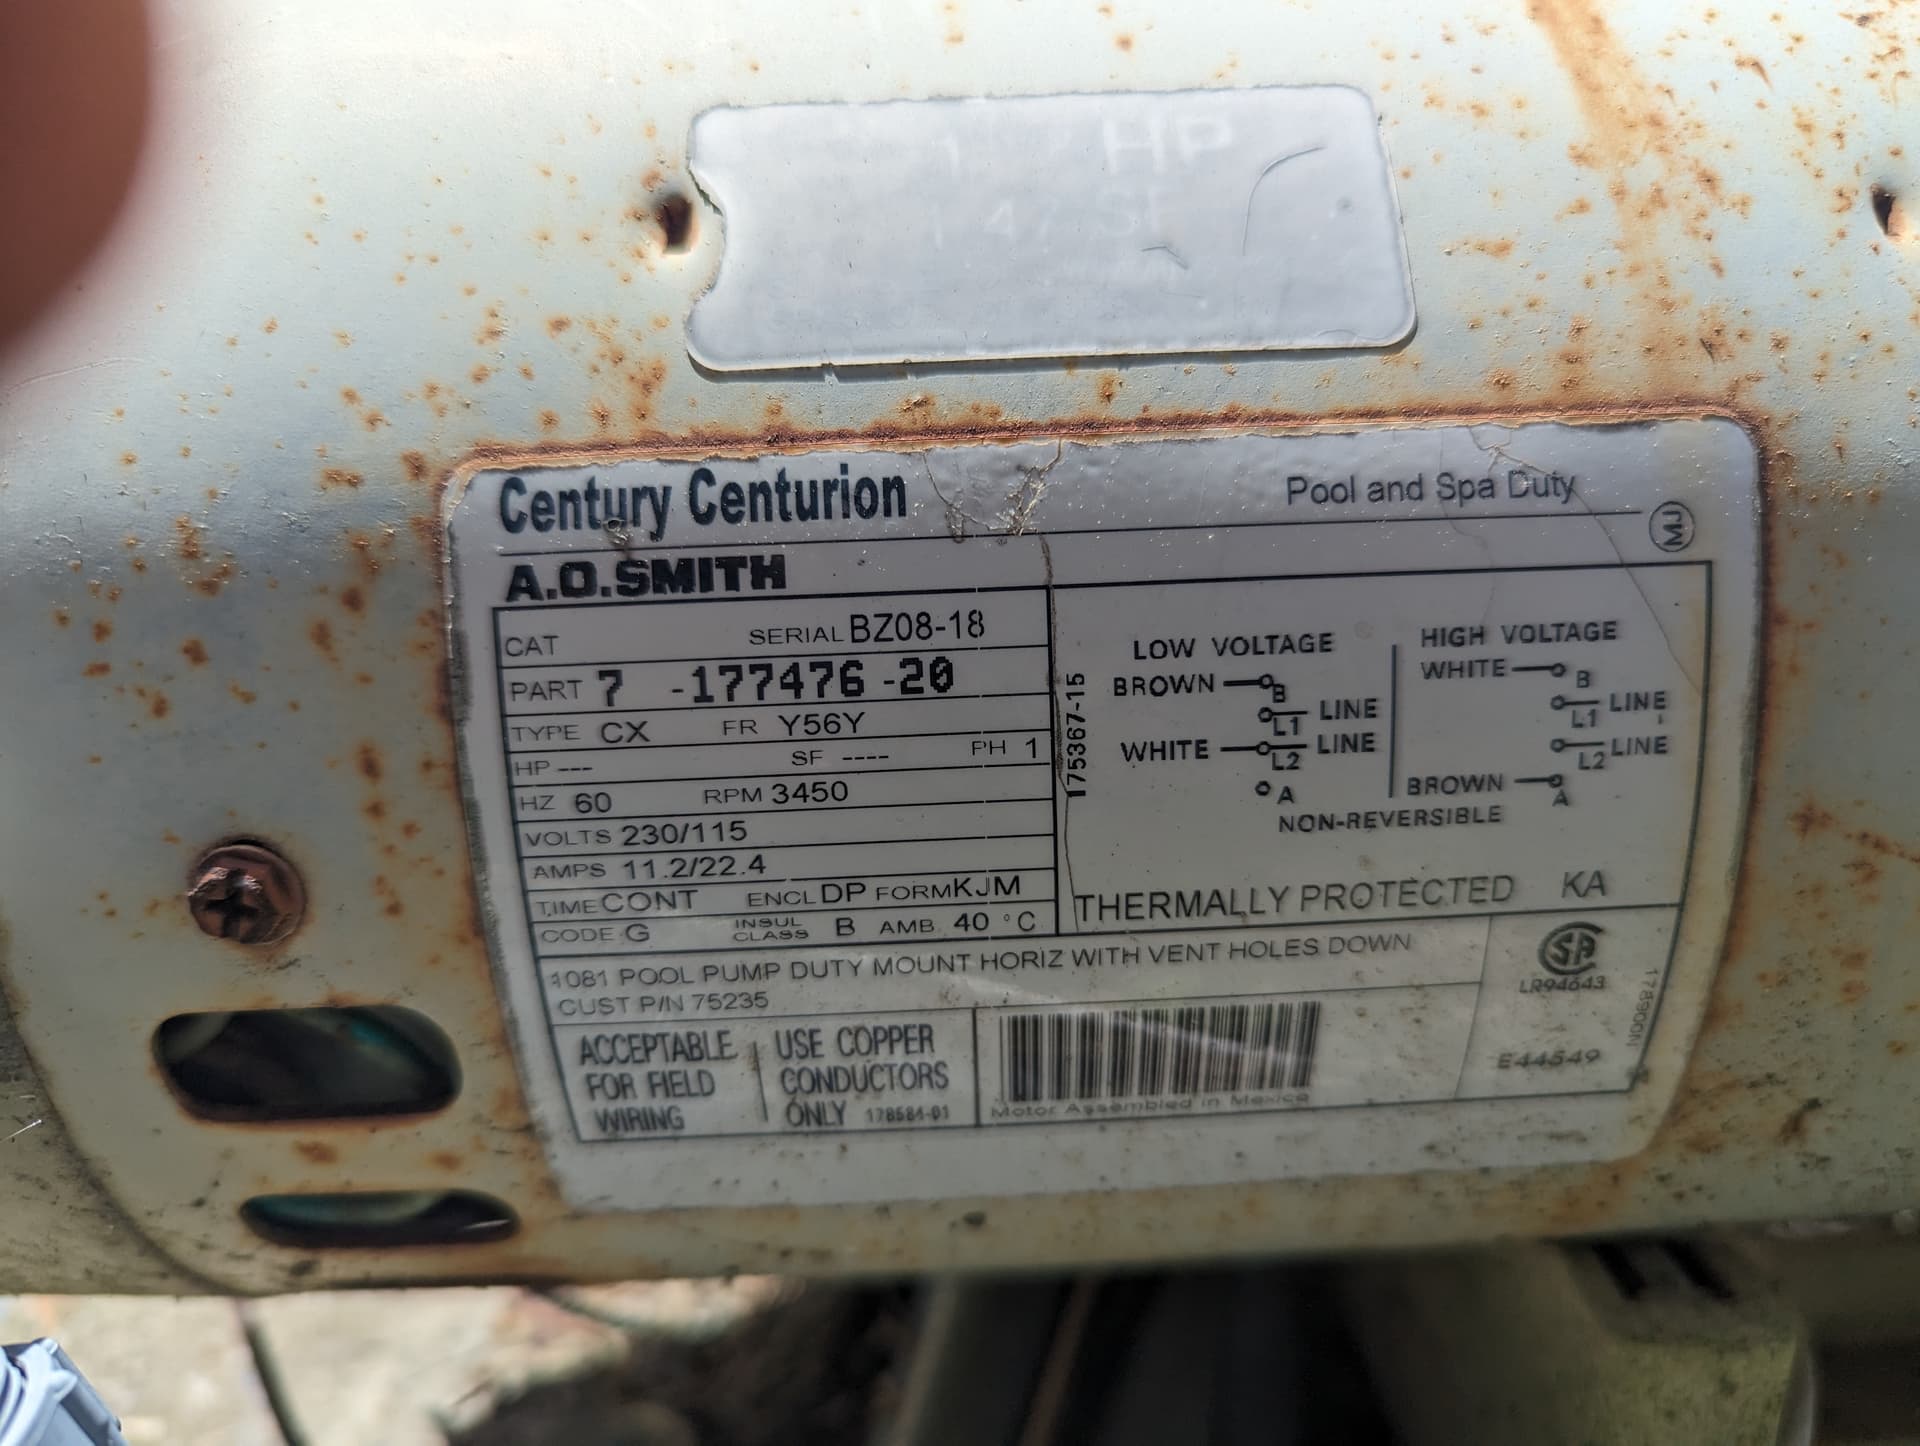 HP
1.47 SF
Century Centurion
Pool and Spa Duty
MJ
A.O.SMITH
CAT SERIAL BZ08-18
PART 7 -177476 -20
TYPE CX FR Y56Y
HP --- SF ---- PH 1
HZ 60 RPM 3450
VOLTS 230/115
AMPS 11.2/22.4
TIME CONT ENCL DP FORM KJM
CODE G INSUL CLASS B AMB 40 °C
175367-15
LOW VOLTAGE
BROWN B
L1 LINE
WHITE L2 LINE
A
HIGH VOLTAGE
WHITE B
L1 LINE
L2 LINE
BROWN A
NON-REVERSIBLE
THERMALLY PROTECTED KA
1081 POOL PUMP DUTY MOUNT HORIZ WITH VENT HOLES DOWN
CUST P/N 75235
ACCEPTABLE
FOR FIELD
WIRING
USE COPPER
CONDUCTORS
ONLY 178584-01
Motor Assembled in Mexico
SA
LR94643
E44549